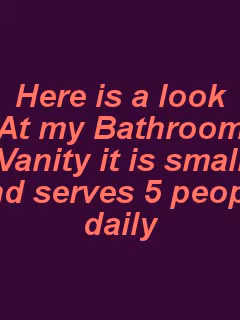 Here is a look
At my Bathroom
Vanity it is small
nd serves 5 peop
daily